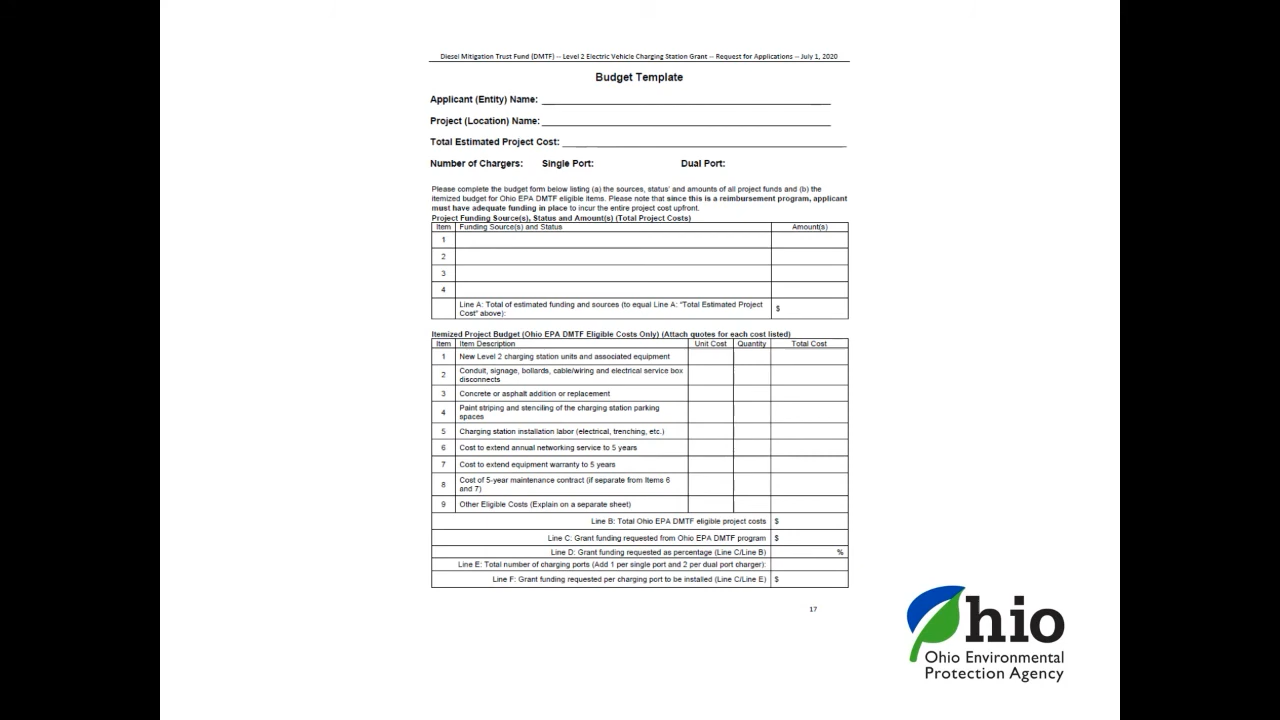 Diesel Mitigation Trust Fund (DMTF) -- Level 2 Electric Vehicle Charging Station Grant -- Request for Applications -- July 1, 2020
Budget Template
Applicant (Entity) Name:
Project (Location) Name:
Total Estimated Project Cost:
Number of Chargers: Single Port: Dual Port:
Please complete the budget form below listing (a) the sources, status' and amounts of all project funds and (b) the
itemized budget for Ohio EPA DMTF eligible items. Please note that since this is a reimbursement program, applicant
must have adequate funding in place to incur the entire project cost upfront.
Project Funding Source(s), Status and Amount(s) (Total Project Costs)
Item Funding Source(s) and Status Amount(s)
1
2
3
4
Line A: Total of estimated funding and sources (to equal Line A: "Total Estimated Project
Cost" above): $
Itemized Project Budget (Ohio EPA DMTF Eligible Costs Only) (Attach quotes for each cost listed)
Item Item Description Unit Cost Quantity Total Cost
1 New Level 2 charging station units and associated equipment
2 Conduit, signage, bollards, cable/wiring and electrical service box
disconnects
3 Concrete or asphalt addition or replacement
4 Paint striping and stenciling of the charging station parking
spaces
5 Charging station installation labor (electrical, trenching, etc.)
6 Cost to extend annual networking service to 5 years
7 Cost to extend equipment warranty to 5 years
8 Cost of 5-year maintenance contract (if separate from Items 6
and 7)
9 Other Eligible Costs (Explain on a separate sheet)
Line B: Total Ohio EPA DMTF eligible project costs $
Line C: Grant funding requested from Ohio EPA DMTF program $
Line D: Grant funding requested as percentage (Line C/Line B) %
Line E: Total number of charging ports (Add 1 per single port and 2 per dual port charger):
Line F: Grant funding requested per charging port to be installed (Line C/Line E) $
17
Ohio
Ohio Environmental
Protection Agency